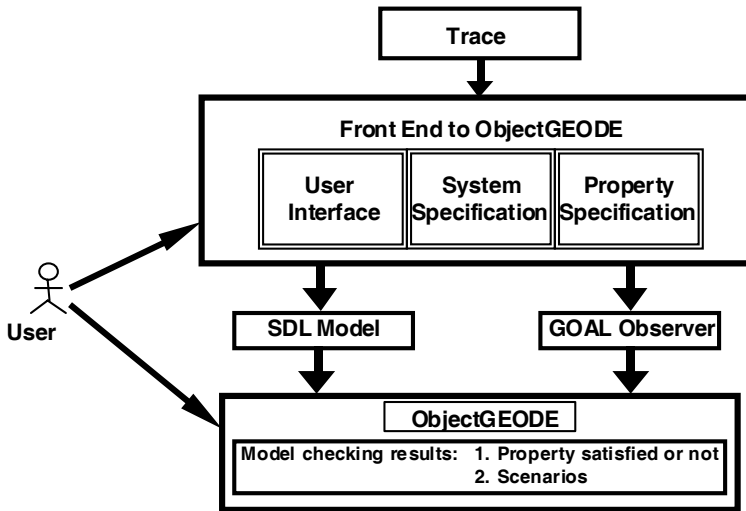 Trace
Front End to ObjectGEODE
User
Interface
System
Specification
Property
Specification
User
SDL Model
GOAL Observer
ObjectGEODE
Model checking results: 1. Property satisfied or not
2. Scenarios